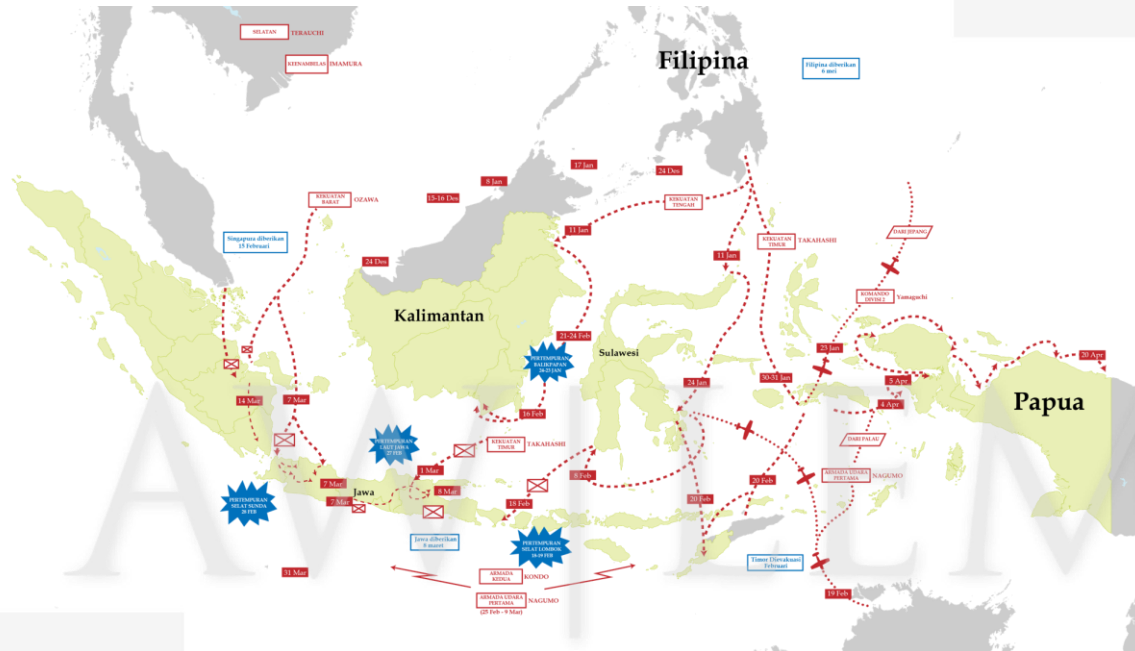 SELATAN
TERAUCHI
KEENAMBELAS
IMAMURA
Filipina
Filipina diberikan
6 mei
17 Jan
24 Des
8 Jan
15-16 Des
KEKUATAN
BARAT
OZAWA
KEKUATAN
TENGAH
Singapura diberikan
15 Februari
11 Jan
KEKUATAN
TIMUR
TAKAHASHI
DARI JEPANG
24 Des
11 Jan
KOMANDO
DIVISI 2
Yamaguchi
Kalimantan
21-24 Feb
Sulawesi
23 Jan
20 Apr
PERTEMPURAN
BALIKPAPAN
24-25 JAN
24 Jan
30-31 Jan
5 Apr
14 Mar
7 Mar
16 Feb
4 Apr
Papua
PERTEMPURAN
LAUT JAWA
27 FEB
KEKUATAN
TIMUR
TAKAHASHI
DARI PALAU
1 Mar
8 Feb
ARMADA UDARA
PERTAMA
NAGUMO
7 Mar
Jawa
8 Mar
20 Feb
7 Mar
18 Feb
20 Feb
PERTEMPURAN
SELAT SUNDA
28 FEB
Jawa diberikan
8 maret
PERTEMPURAN
SELAT LOMBOK
18-19 FEB
Timur Dievakuasi
Februari
31 Mar
ARMADA
KEDUA
KONDO
19 Feb
ARMADA UDARA
PERTAMA
NAGUMO
(25 Feb - 9 Mar)